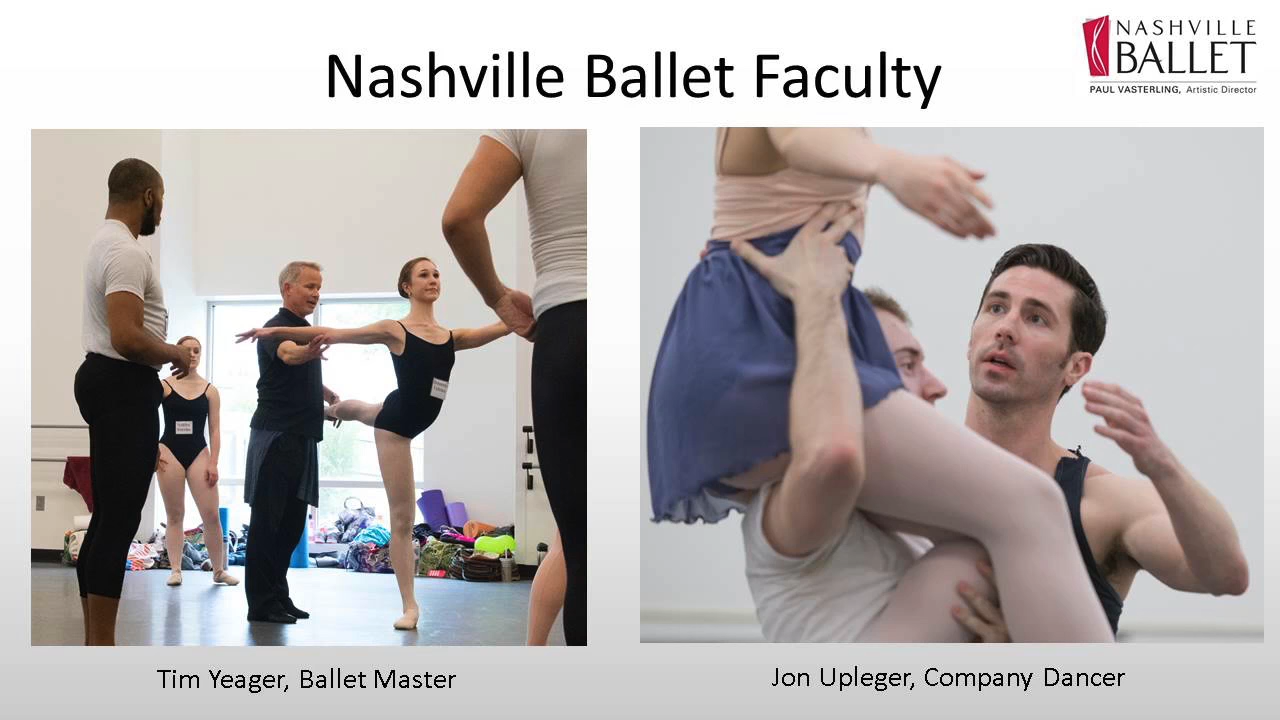 Nashville Ballet Faculty
NASHVILLE
BALLET
PAUL VASTERLING, Artistic Director
Tim Yeager, Ballet Master
Jon Upleger, Company Dancer